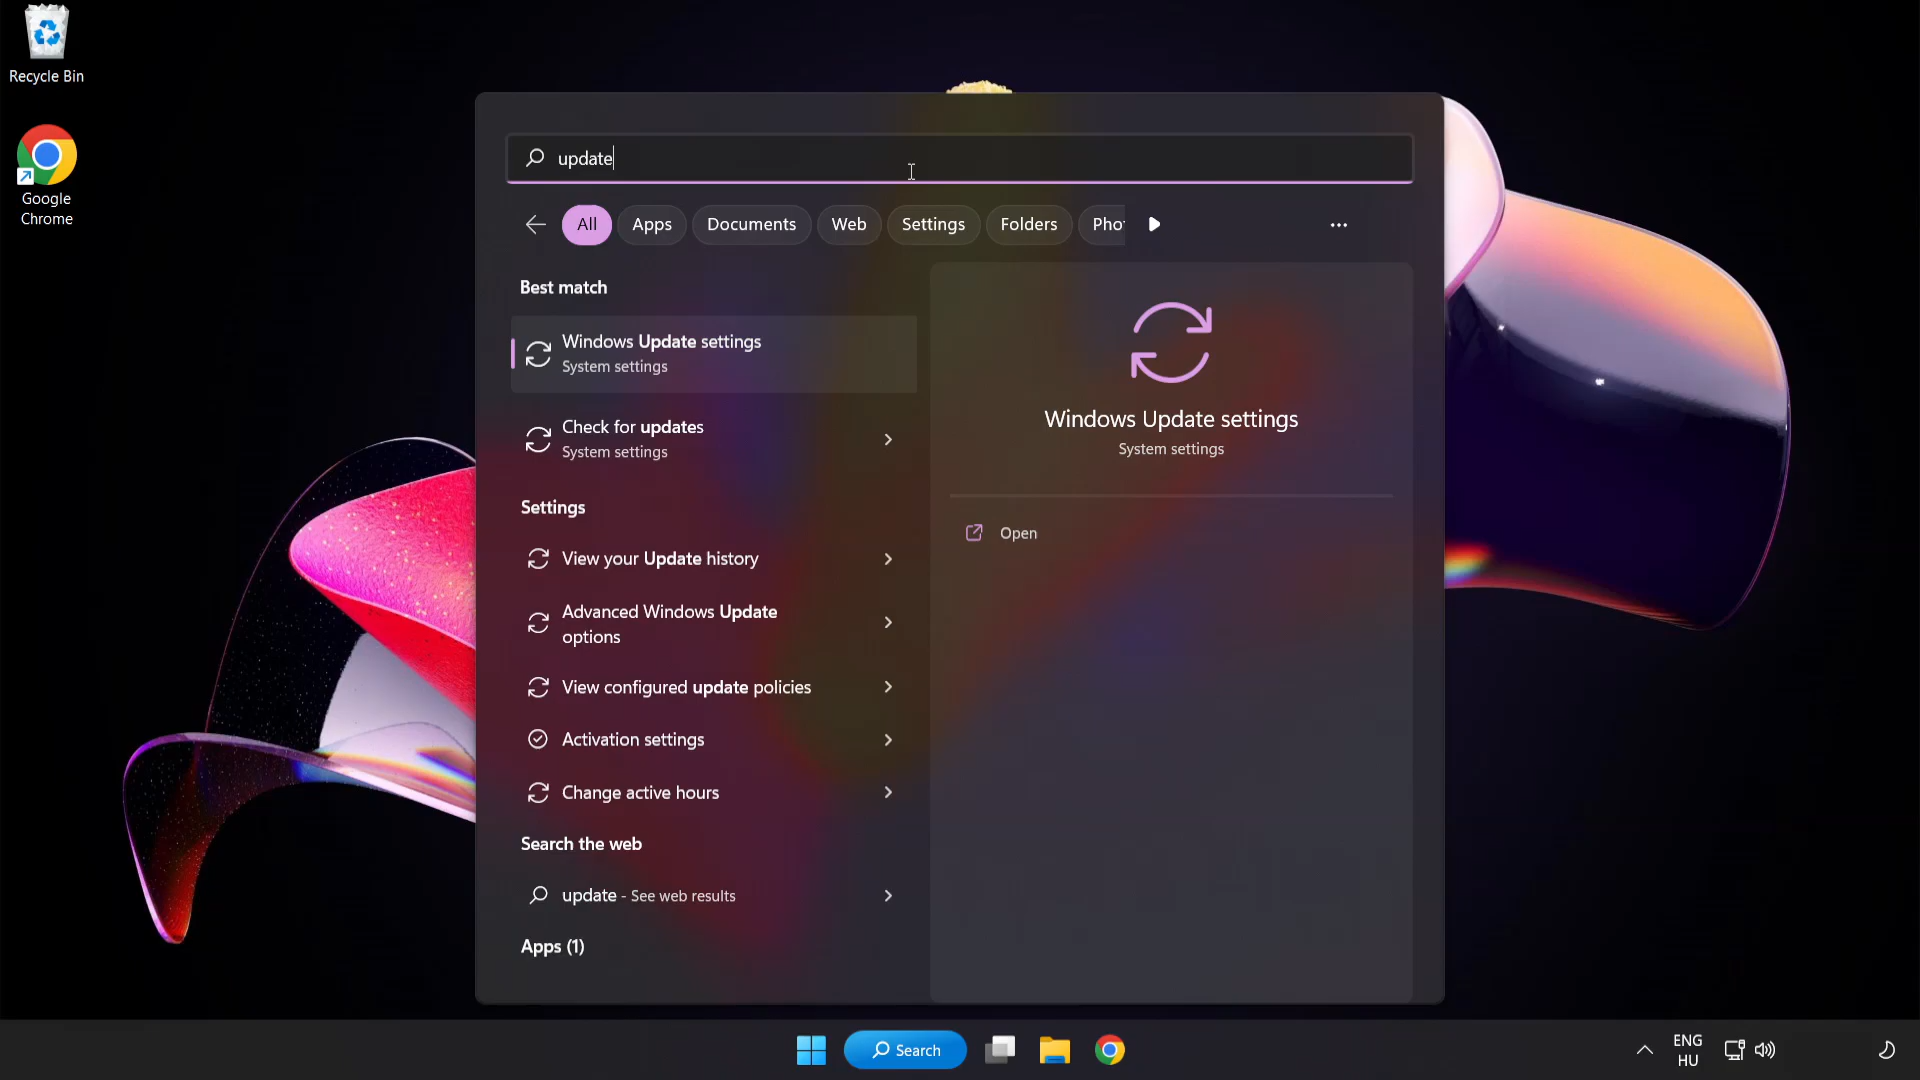 Recycle Bin
Google
Chrome
update
All
Apps
Documents
Web
Settings
Folders
Pho
Best match
Windows Update settings
System settings
Check for updates
System settings
Settings
View your Update history
Advanced Windows Update
options
View configured update policies
Activation settings
Change active hours
Search the web
update - See web results
Apps (1)
Windows Update settings
System settings
Open
Search
ENG
HU